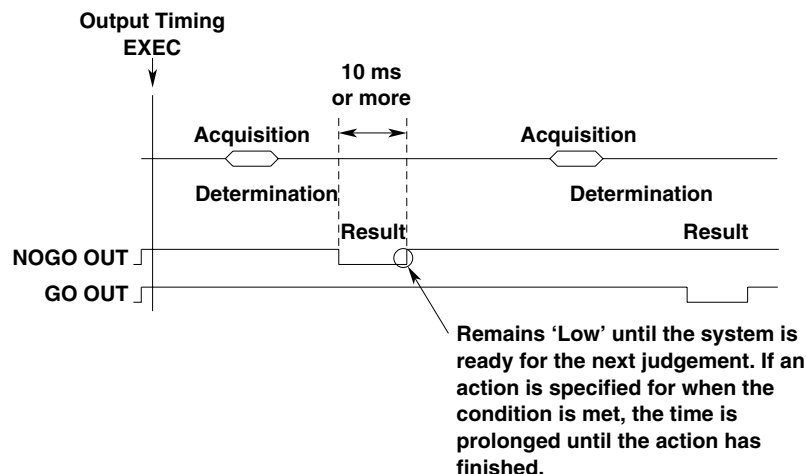 Output Timing
EXEC
10 ms
or more
Acquisition
Acquisition
Determination
Determination
Result
Result
NOGO OUT
GO OUT
Remains ‘Low’ until the system is
ready for the next judgement. If an
action is specified for when the
condition is met, the time is
prolonged until the action has
finished.